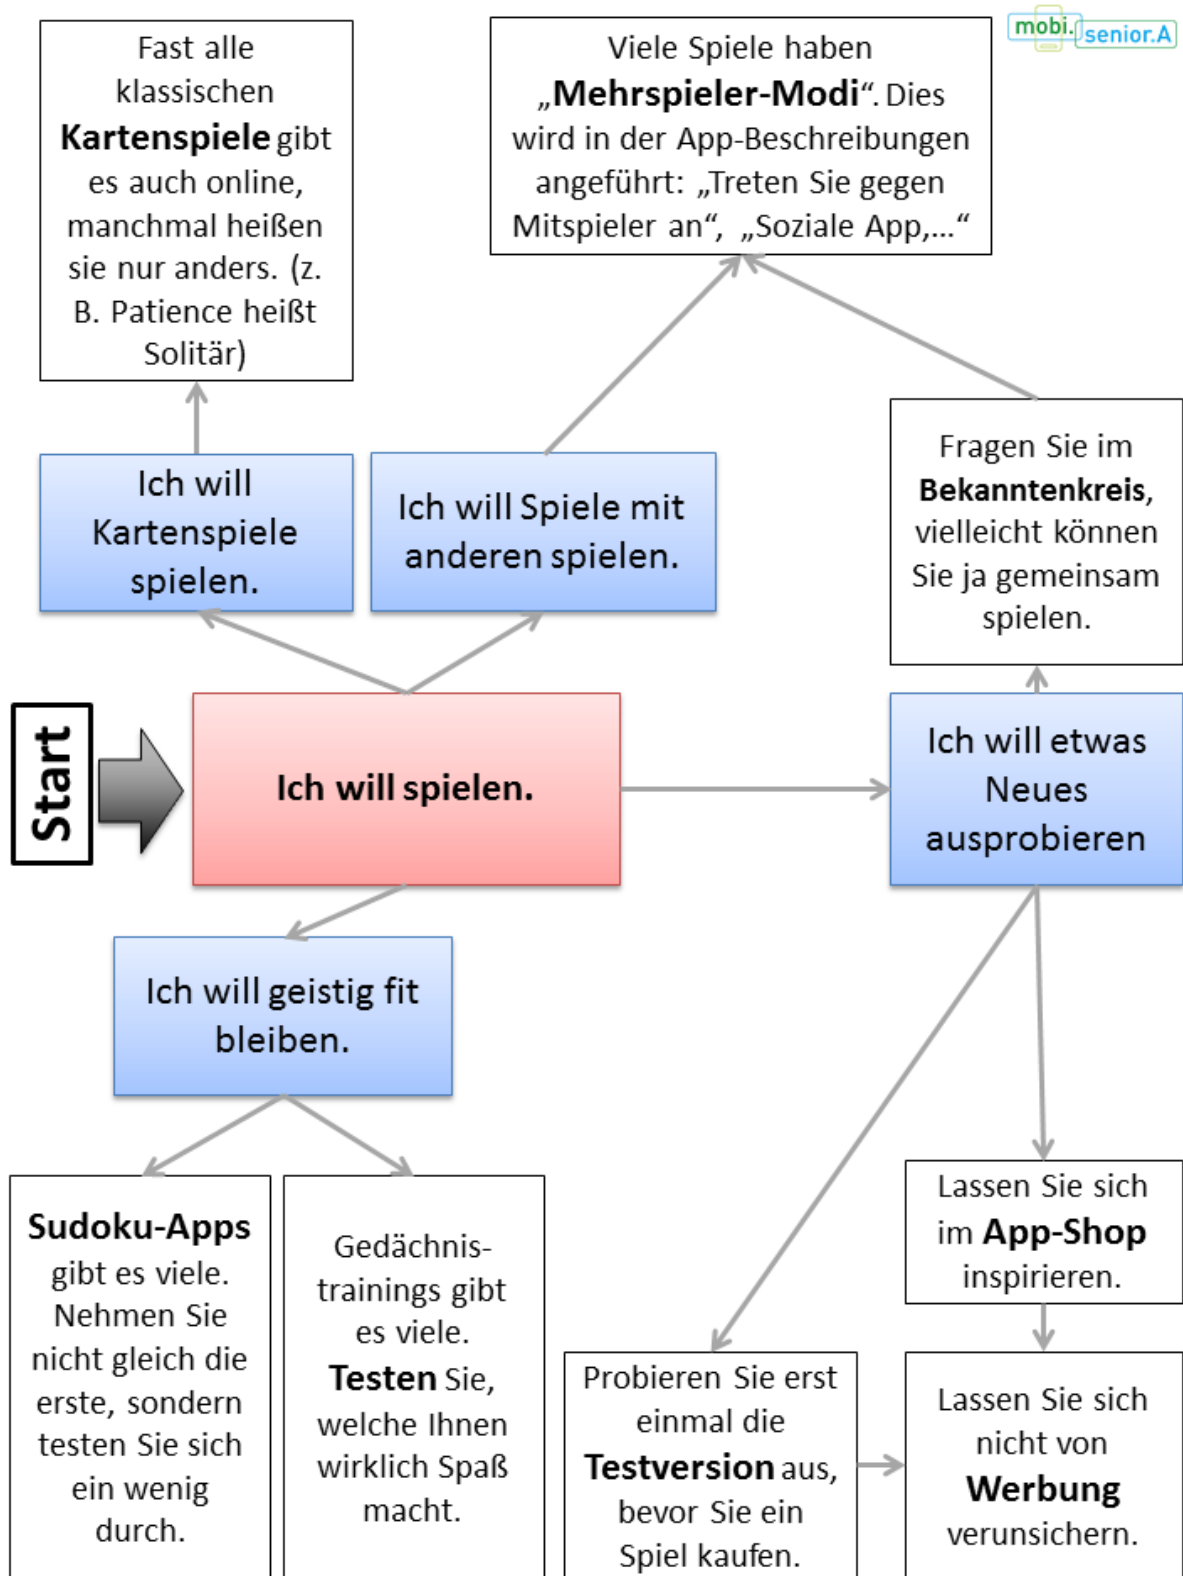 mobi.
senior.A
Fast alle
klassischen
Kartenspiele gibt
es auch online,
manchmal heißen
sie nur anders. (z.
B. Patience heißt
Solitär)
Viele Spiele haben
„Mehrspieler-Modi“. Dies
wird in der App-Beschreibungen
angeführt: „Treten Sie gegen
Mitspieler an“, „Soziale App,...“
Ich will
Kartenspiele
spielen.
Ich will Spiele mit
anderen spielen.
Fragen Sie im
Bekanntenkreis,
vielleicht können
Sie ja gemeinsam
spielen.
Start
Ich will spielen.
Ich will etwas
Neues
ausprobieren
Ich will geistig fit
bleiben.
Sudoku-Apps
gibt es viele.
Nehmen Sie
nicht gleich die
erste, sondern
testen Sie sich
ein wenig
durch.
Gedächnis-
trainings gibt
es viele.
Testen Sie,
welche Ihnen
wirklich Spaß
macht.
Probieren Sie erst
einmal die
Testversion aus,
bevor Sie ein
Spiel kaufen.
Lassen Sie sich
im App-Shop
inspirieren.
Lassen Sie sich
nicht von
Werbung
verunsichern.